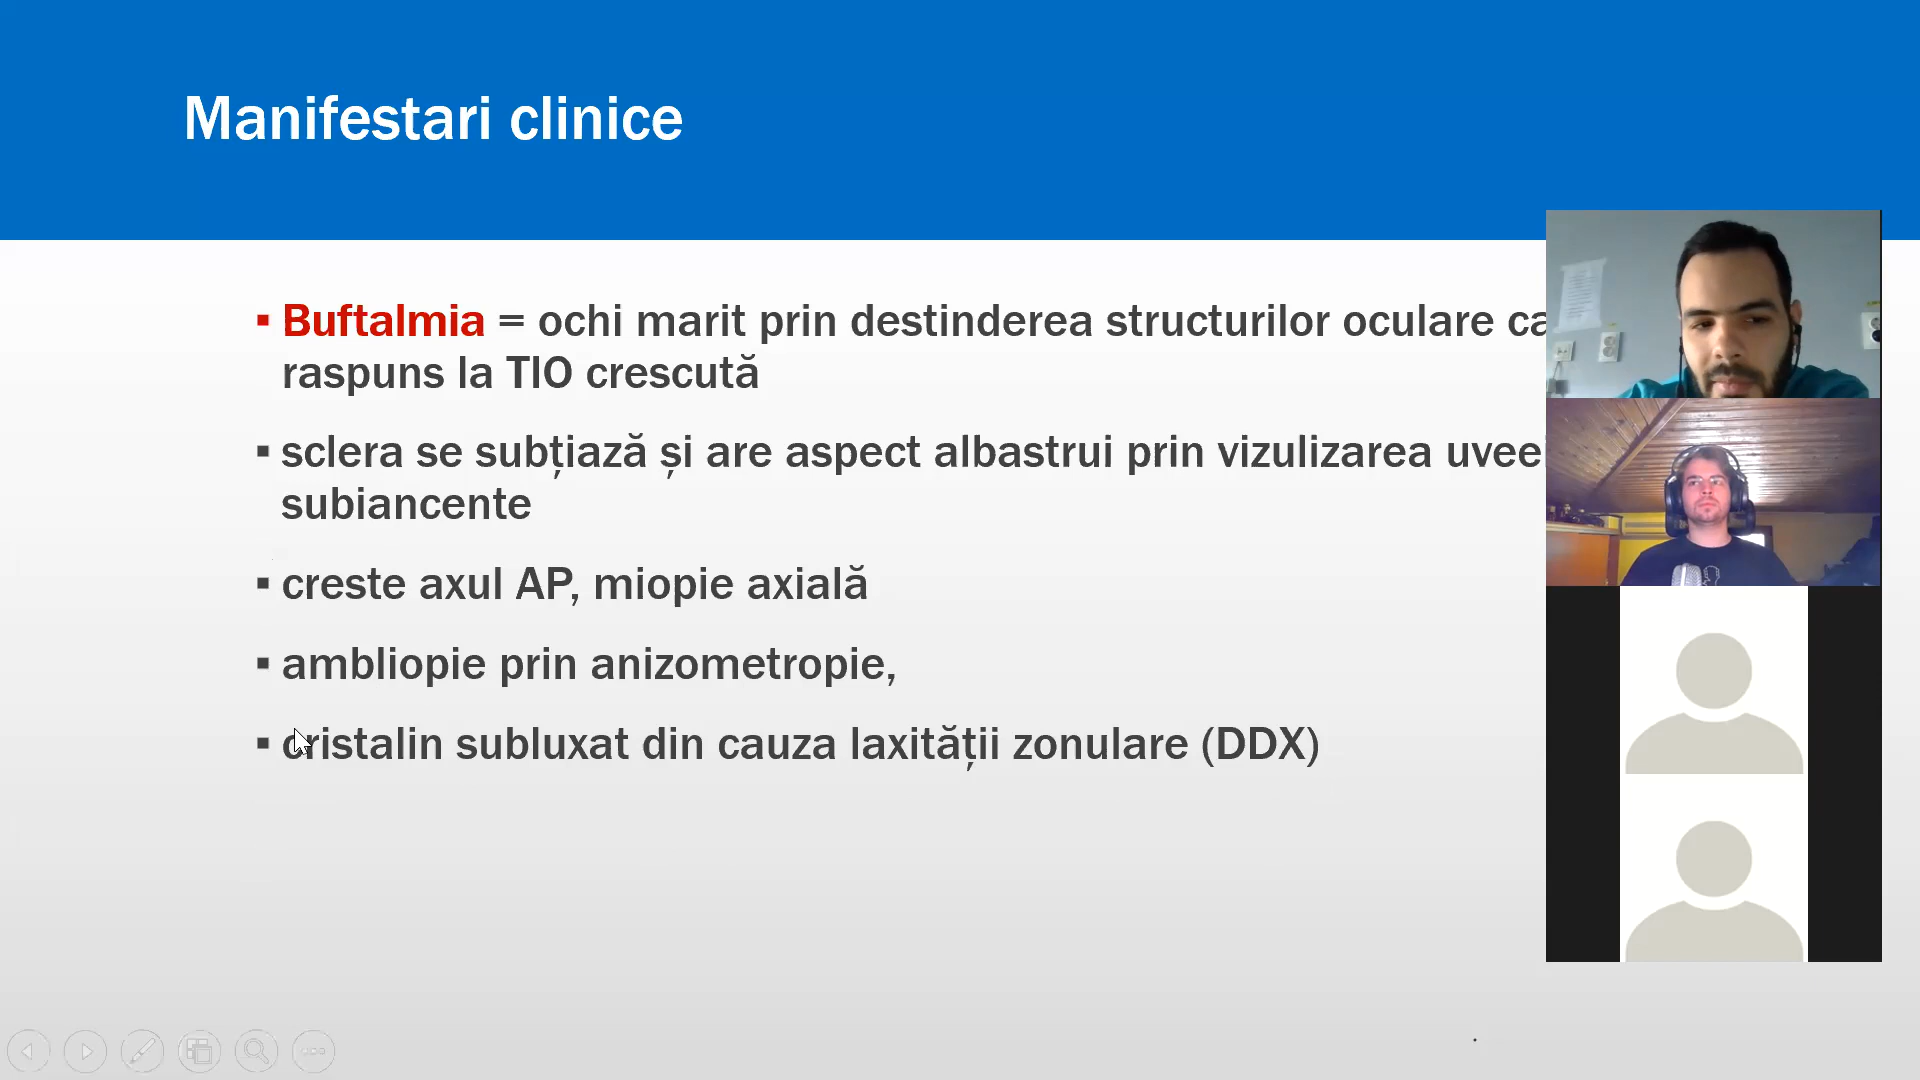 Manifestari clinice
▪ Buftalmia = ochi marit prin destinderea structurilor oculare ca
raspuns la TIO crescută
▪ sclera se subțiază și are aspect albastrui prin vizulizarea uveei
subiancente
▪ creste axul AP, miopie axială
▪ ambliopie prin anizometropie,
▪ cristalin subluxat din cauza laxității zonulare (DDX)